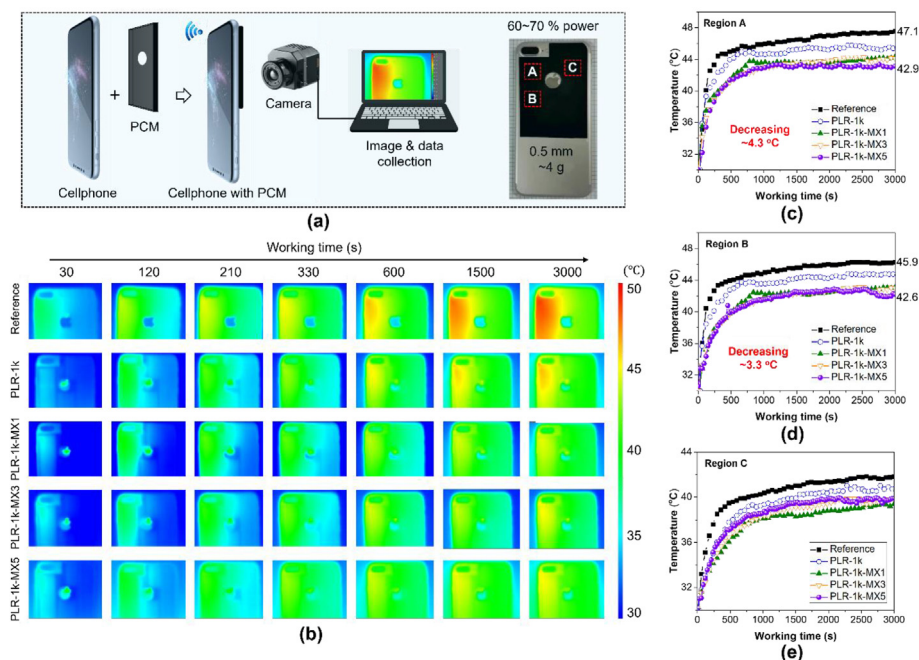 60~70 % power
A
C
B
0.5 mm
~4 g
+
PCM
Camera
Image & data
collection
Cellphone
Cellphone with PCM
(a)
Working time (s)
30 120 210 330 600 1500 3000
(℃)
Reference
PLR-1k
PLR-1k-MX1
PLR-1k-MX3
PLR-1k-MX5
50
45
40
35
30
(b)
Region A
Temperature (°C)
48
44
40
36
32
47.1
42.9
Reference
PLR-1k
PLR-1k-MX1
PLR-1k-MX3
PLR-1k-MX5
Decreasing
~4.3 °C
0 500 1000 1500 2000 2500 3000
Working time (s)
(c)
Region B
Temperature (°C)
48
44
40
36
32
45.9
42.6
Reference
PLR-1k
PLR-1k-MX1
PLR-1k-MX3
PLR-1k-MX5
Decreasing
~3.3 °C
0 500 1000 1500 2000 2500 3000
Working time (s)
(d)
Region C
Temperature (°C)
44
40
36
32
Reference
PLR-1k
PLR-1k-MX1
PLR-1k-MX3
PLR-1k-MX5
0 500 1000 1500 2000 2500 3000
Working time (s)
(e)